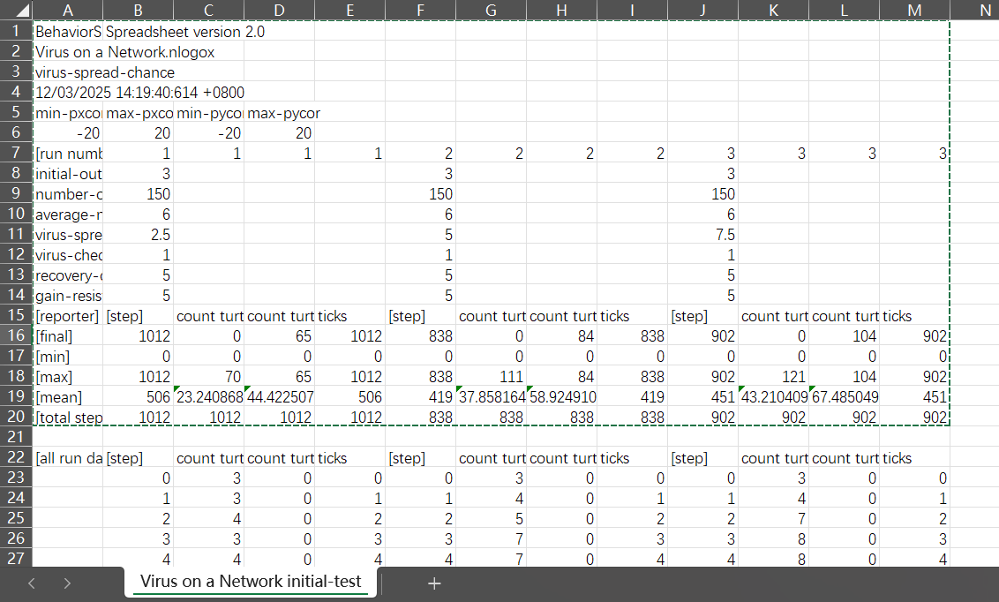 A B C D E F G H I J K L M N
1 BehaviorS Spreadsheet version 2.0
2 Virus on a Network.nlogox
3 virus-spread-chance
4 12/03/2025 14:19:40:614 +0800
5 min-pxco max-pxco min-pyco max-pycor
6 -20 20 -20 20
7 [run numb 1 1 1 1 2 2 2 2 3 3 3 3
8 initial-out 3 3 3
9 number-o 150 150 150
10 average-n 6 6 6
11 virus-spre 2.5 5 7.5
12 virus-chec 1 1 1
13 recovery-c 5 5 5
14 gain-resis 5 5 5
15 [reporter] [step] count turt count turt ticks [step] count turt count turt ticks [step] count turt count turt ticks
16 [final] 1012 0 65 1012 838 0 84 838 902 0 104 902
17 [min] 0 0 0 0 0 0 0 0 0 0 0 0
18 [max] 1012 70 65 1012 838 111 84 838 902 121 104 902
19 [mean] 506 23.240868 44.422507 506 419 37.858164 58.924910 419 451 43.210409 67.485049 451
20 [total step 1012 1012 1012 1012 838 838 838 838 902 902 902 902
21
22 [all run da [step] count turt count turt ticks [step] count turt count turt ticks [step] count turt count turt ticks
23 0 3 0 0 0 3 0 0 0 3 0 0
24 1 3 0 1 1 4 0 1 1 4 0 1
25 2 4 0 2 2 5 0 2 2 7 0 2
26 3 3 0 3 3 7 0 3 3 8 0 3
27 4 4 0 4 4 7 0 4 4 8 0 4
Virus on a Network initial-test